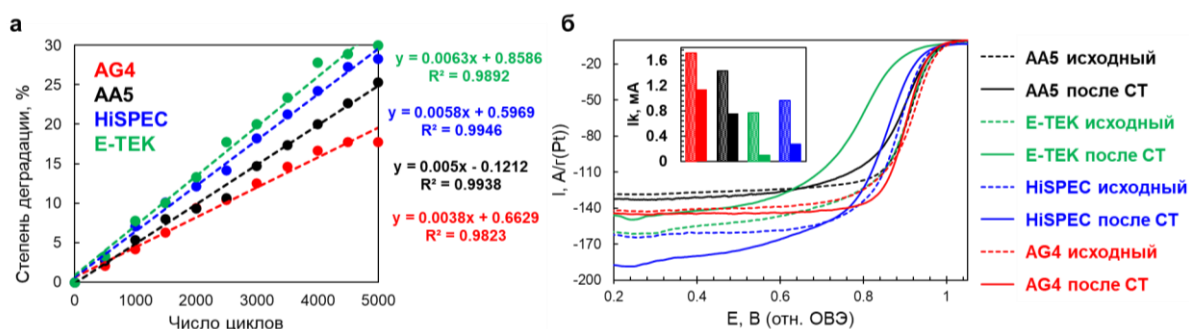 а
Степень деградации, %
30
25
20
15
10
5
0
AG4
AA5
HiSPEC
E-TEK
0 1000 2000 3000 4000 5000
Число циклов
y = 0.0063x + 0.8586
R² = 0.9892
y = 0.0058x + 0.5969
R² = 0.9946
y = 0.005x - 0.1212
R² = 0.9938
y = 0.0038x + 0.6629
R² = 0.9823
б
I, А/г(Pt))
-20
-50
-80
-110
-140
-170
-200
Iк, мА
1.6
1.2
0.8
0.4
0
0.2 0.4 0.6 0.8 1
Е, В (отн. ОВЭ)
AA5 исходный
AA5 после СТ
E-TEK исходный
E-TEK после СТ
HiSPEC исходный
HiSPEC после СТ
AG4 исходный
AG4 после СТ